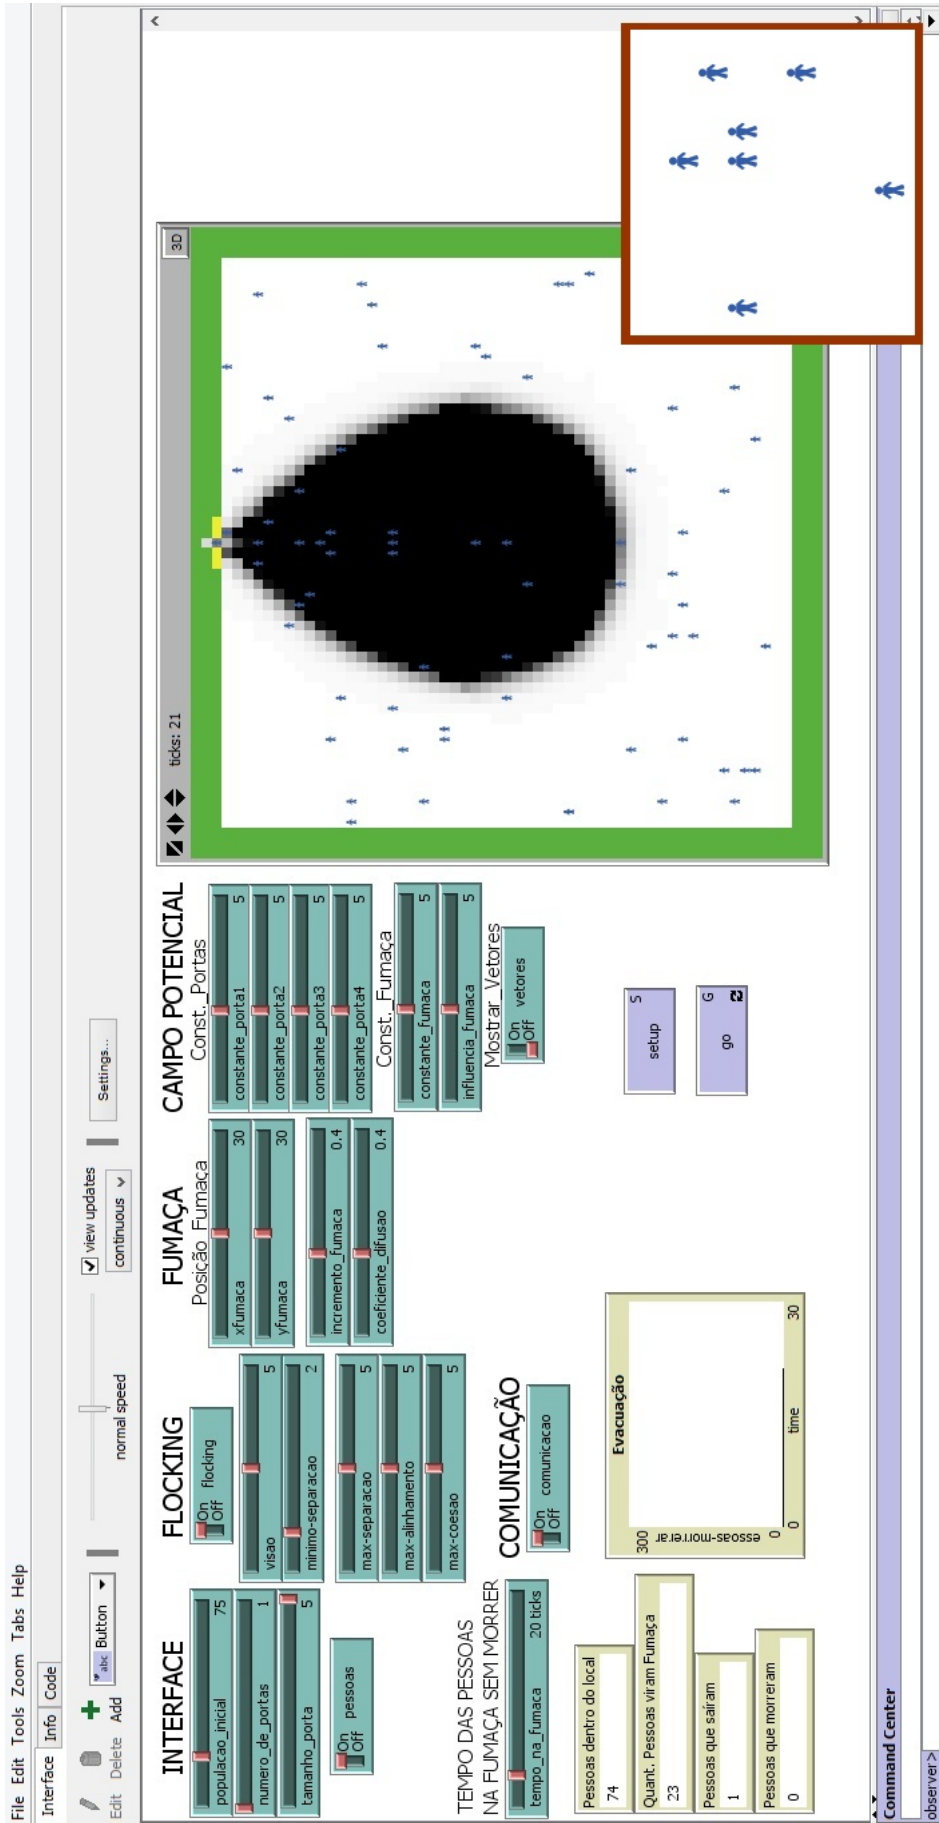 File Edit Tools Zoom Tabs Help
Interface Info Code
Edit Delete Add
abc Button
normal speed
view updates
continuous
Settings...
INTERFACE
populacao_inicial 75
numero_de_portas 1
tamanho_porta 5
On
Off
pessoas
TEMPO DAS PESSOAS
NA FUMAÇA SEM MORRER
tempo_na_fumaca 20 ticks
Pessoas dentro do local
74
Quant. Pessoas viram Fumaça
23
Pessoas que sairam
1
Pessoas que morreram
0
FLOCKING
On
Off
flocking
visao 5
minimo-separacao 2
max-separacao 5
max-alinhamento 5
max-coesao 5
COMUNICAÇÃO
On
Off
comunicacao
Evacuação
300
essoas-morrerar
0
0
time
30
FUMAÇA
Posição_Fumaça
xfumaca 30
yfumaca 30
incremento_fumaca 0.4
coeficiente_difusao 0.4
CAMPO POTENCIAL
Const._Portas
constante_porta1 5
constante_porta2 5
constante_porta3 5
constante_porta4 5
Const._Fumaça
constante_fumaca 5
influencia_fumaca 5
Mostrar_Vetores
On
Off
vetores
setup S
go G
ticks: 21
3D
Command Center
observer>